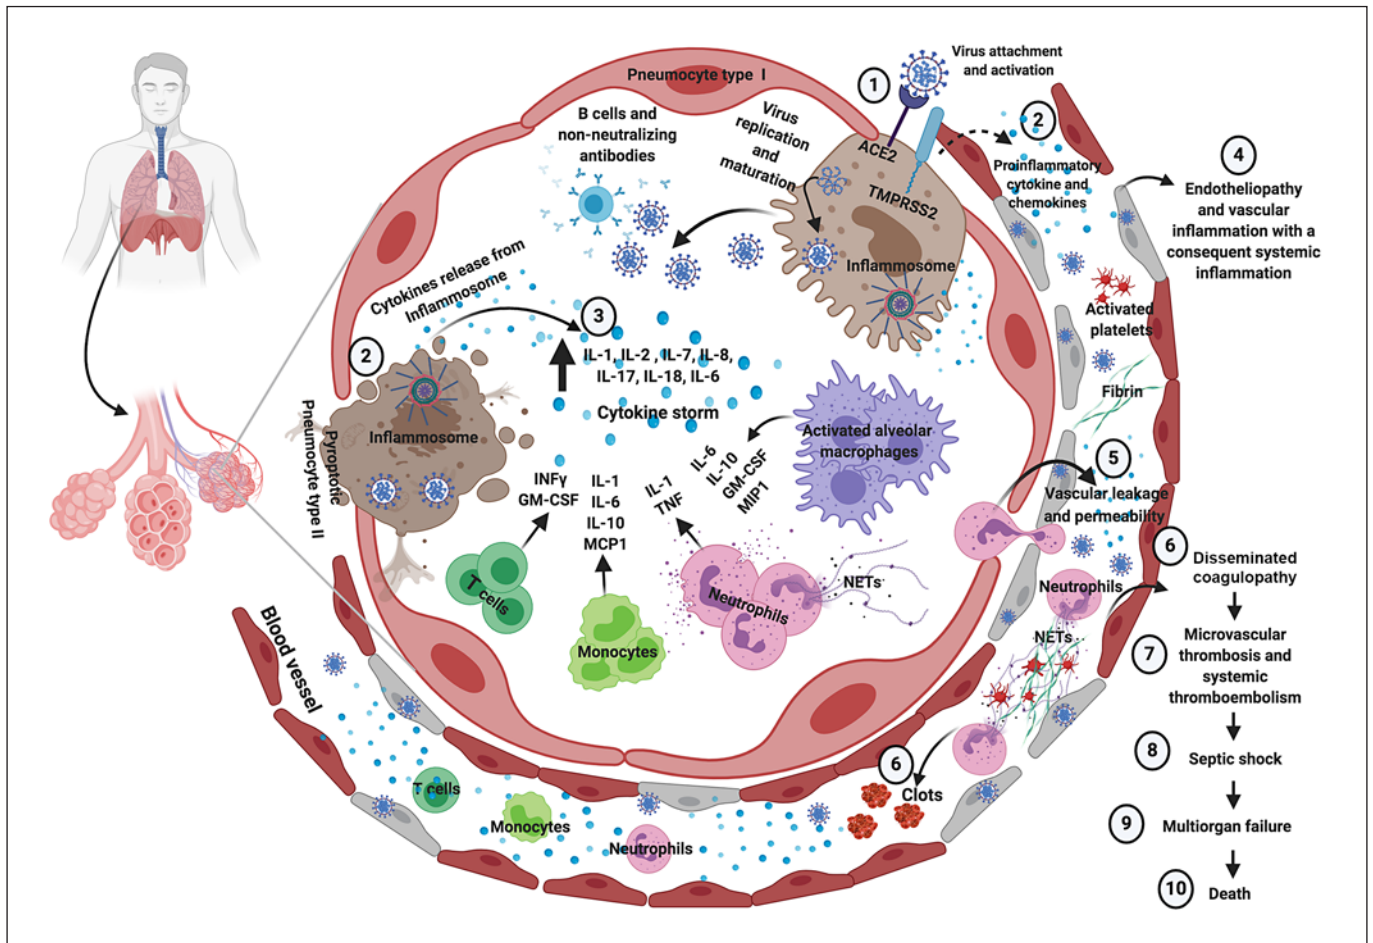 Pneumocyte type I
1
Virus attachment
and activation
B cells and
non-neutralizing
antibodies
Virus
replication
and
maturation
ACE2
TMPRSS2
Inflammosome
2
Proinflammatory
cytokine and
chemokines
4
Endotheliopathy
and vascular
inflammation with a
consequent systemic
inflammation
Cytokines release from
Inflammosome
2
3
IL-1, IL-2 , IL-7, IL-8,
IL-17, IL-18, IL-6
Cytokine storm
Activated
platelets
Fibrin
Inflammosome
Pyroptotic
Pneumocyte type II
Activated alveolar
macrophages
IL-6
IL-10
GM-CSF
MIP1
INFγ
GM-CSF
IL-1
IL-6
IL-10
MCP1
IL-1
TNF
5
Vascular leakage
and permeability
T cells
Monocytes
Neutrophils
NETs
Neutrophils
NETs
6
Disseminated
coagulopathy
7
Microvascular
thrombosis and
systemic
thromboembolism
8
Septic shock
9
Multiorgan failure
10
Death
Blood vessel
T cells
Monocytes
Neutrophils
6
Clots